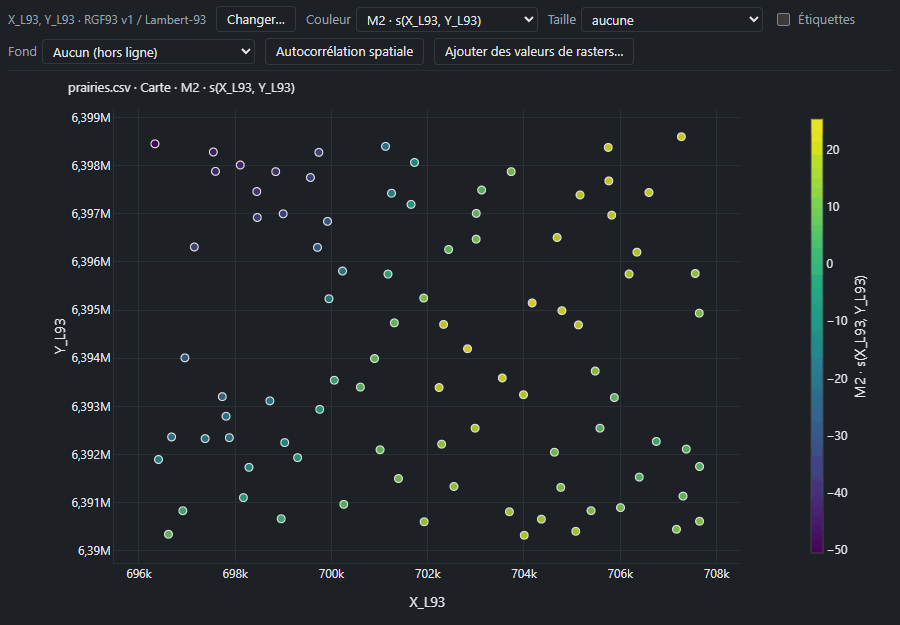 X_L93, Y_L93 · RGF93 v1 / Lambert-93 Changer... Couleur M2 · s(X_L93, Y_L93) Taille aucune Étiquettes
Fond Aucun (hors ligne) Autocorrélation spatiale Ajouter des valeurs de rasters...
prairies.csv · Carte · M2 · s(X_L93, Y_L93)
6,399M
6,398M
6,397M
6,396M
6,395M
6,394M
6,393M
6,392M
6,391M
6,39M
Y_L93
696k 698k 700k 702k 704k 706k 708k
X_L93
20
10
0
−10
−20
−30
−40
−50
M2 · s(X_L93, Y_L93)